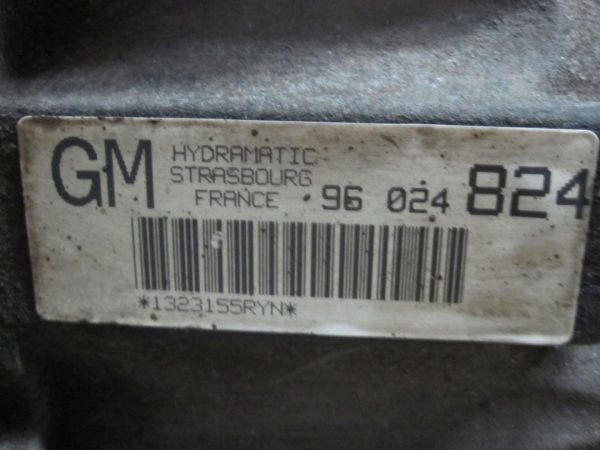 GM HYDRAMATIC
STRASBOURG
FRANCE 96 024 824
*1323155RYN*